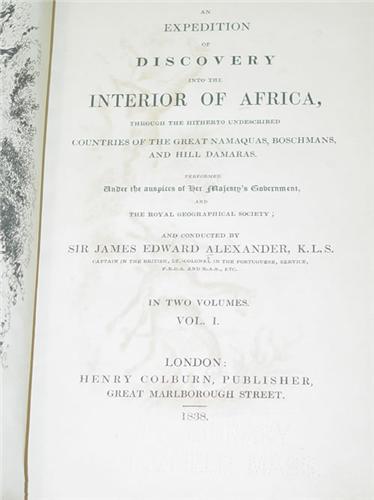 AN
EXPEDITION
OF
DISCOVERY
INTO THE
INTERIOR OF AFRICA,
THROUGH THE HITHERTO UNDESCRIBED
COUNTRIES OF THE GREAT NAMAQUAS, BOSCHMANS,
AND HILL DAMARAS.
PERFORMED
Under the auspices of Her Majesty's Government,
AND
THE ROYAL GEOGRAPHICAL SOCIETY;
AND CONDUCTED BY
SIR JAMES EDWARD ALEXANDER, K.L.S.
CAPTAIN IN THE BRITISH, LT.-COLONEL IN THE PORTUGUESE, SERVICE,
F.R.G.S. AND R.A.S., ETC.
IN TWO VOLUMES.
VOL. I.
LONDON:
HENRY COLBURN, PUBLISHER,
GREAT MARLBOROUGH STREET.
1838.